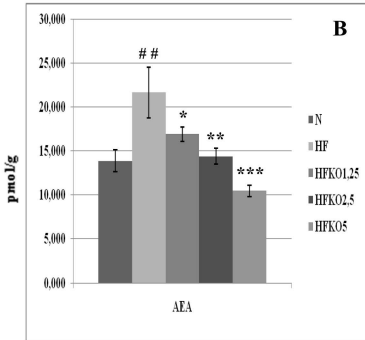 B
30,000
25,000
20,000
15,000
10,000
5,000
0,000
pmol/g
# #
*
**
***
AEA
N
HF
HFKO1,25
HFKO2,5
HFKO5